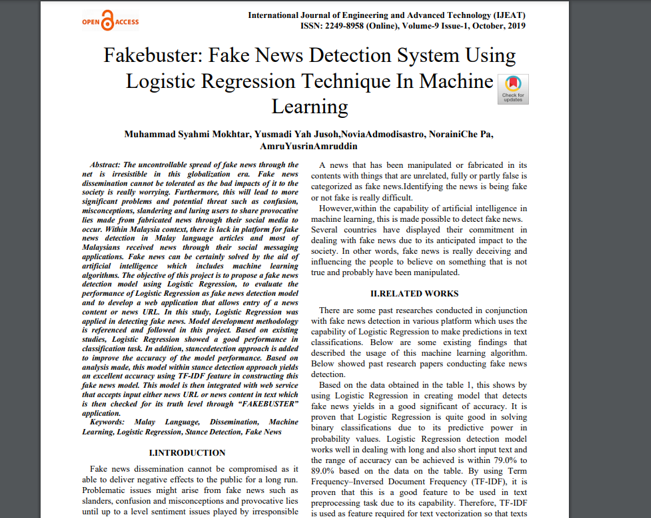 OPEN ACCESS
International Journal of Engineering and Advanced Technology (IJEAT)
ISSN: 2249-8958 (Online), Volume-9 Issue-1, October, 2019
Fakebuster: Fake News Detection System Using
Logistic Regression Technique In Machine
Learning
Check for
updates
Muhammad Syahmi Mokhtar, Yusmadi Yah Jusoh,NoviaAdmodisastro, NorainiChe Pa,
AmruYusrinAmruddin
Abstract: The uncontrollable spread of fake news through the
net is irresistible in this globalization era. Fake news
dissemination cannot be tolerated as the bad impacts of it to the
society is really worrying. Furthermore, this will lead to more
significant problems and potential threat such as confusion,
misconceptions, slandering and luring users to share provocative
lies made from fabricated news through their social media to
occur. Within Malaysia context, there is lack in platform for fake
news detection in Malay language articles and most of
Malaysians received news through their social messaging
applications. Fake news can be certainly solved by the aid of
artificial intelligence which includes machine learning
algorithms. The objective of this project is to propose a fake news
detection model using Logistic Regression, to evaluate the
performance of Logistic Regression as fake news detection model
and to develop a web application that allows entry of a news
content or news URL. In this study, Logistic Regression was
applied in detecting fake news. Model development methodology
is referenced and followed in this project. Based on existing
studies, Logistic Regression showed a good performance in
classification task. In addition, stancedetection approach is added
to improve the accuracy of the model performance. Based on
analysis made, this model within stance detection approach yields
an excellent accuracy using TF-IDF feature in constructing this
fake news model. This model is then integrated with web service
that accepts input either news URL or news content in text which
is then checked for its truth level through “FAKEBUSTER”
application.
Keywords: Malay Language, Dissemination, Machine
Learning, Logistic Regression, Stance Detection, Fake News
I.INTRODUCTION
Fake news dissemination cannot be compromised as it
able to deliver negative effects to the public for a long run.
Problematic issues might arise from fake news such as
slanders, confusion and misconceptions and provocative lies
until up to a level sentiment issues played by irresponsible
A news that has been manipulated or fabricated in its
contents with things that are unrelated, fully or partly false is
categorized as fake news.Identifying the news is being fake
or not fake is really difficult.
However,within the capability of artificial intelligence in
machine learning, this is made possible to detect fake news.
Several countries have displayed their commitment in
dealing with fake news due to its anticipated impact to the
society. In other words, fake news is really deceiving and
influencing the people to believe on something that is not
true and probably have been manipulated.
II.RELATED WORKS
There are some past researches conducted in conjunction
with fake news detection in various platform which uses the
capability of Logistic Regression to make predictions in text
classifications. Below are some existing findings that
described the usage of this machine learning algorithm.
Below showed past research papers conducting fake news
detection.
Based on the data obtained in the table 1, this shows by
using Logistic Regression in creating model that detects
fake news yields in a good significant of accuracy. It is
proven that Logistic Regression is quite good in solving
binary classifications due to its predictive power in
probability values. Logistic Regression detection model
works well in dealing with long and also short input text and
the range of accuracy can be achieved is within 79.0% to
89.0% based on the data on the table. By using Term
Frequency–Inversed Document Frequency (TF-IDF), it is
proven that this is a good feature to be used in text
preprocessing task due to its capability. Therefore, TF-IDF
is used as feature required for text vectorization so that texts